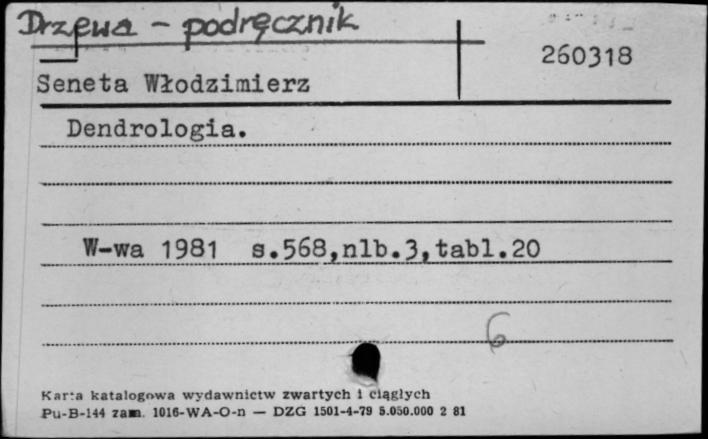 Drzewa - podręcznik
260318
Seneta Włodzimierz
Dendrologia.
W-wa 1981 s.568,nlb.3,tabl.20
6
Karta katalogowa wydawnictw zwartych i ciągłych
Pu-B-144 zam. 1016-WA-O-n — DZG 1501-4-79 5.050.000 2 81